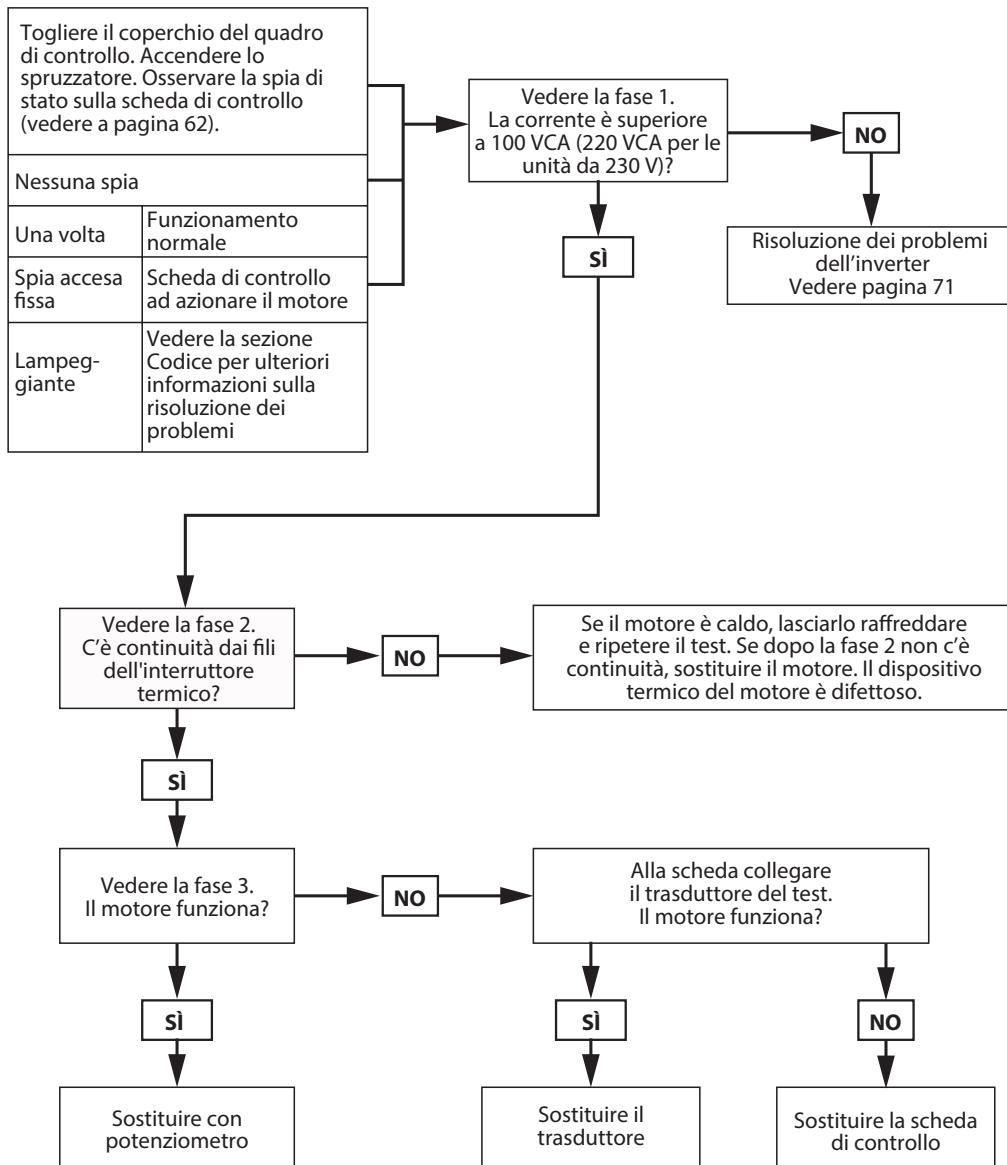 Togliere il coperchio del quadro
di controllo. Accendere lo
spruzzatore. Osservare la spia di
stato sulla scheda di controllo
(vedere a pagina 62).
Nessuna spia
Una volta
Funzionamento
normale
Spia accesa
fissa
Scheda di controllo
ad azionare il motore
Lampeg-
giante
Vedere la sezione
Codice per ulteriori
informazioni sulla
risoluzione dei
problemi
Vedere la fase 1.
La corrente è superiore
a 100 VCA (220 VCA per le
unità da 230 V)?
NO
Risoluzione dei problemi
dell’inverter
Vedere pagina 71
SÌ
Vedere la fase 2.
C’è continuità dai fili
dell'interruttore
termico?
NO
Se il motore è caldo, lasciarlo raffreddare
e ripetere il test. Se dopo la fase 2 non c’è
continuità, sostituire il motore. Il dispositivo
termico del motore è difettoso.
SÌ
Vedere la fase 3.
Il motore funziona?
NO
Alla scheda collegare
il trasduttore del test.
Il motore funziona?
SÌ
SÌ
NO
Sostituire con
potenziometro
Sostituire il
trasduttore
Sostituire la scheda
di controllo